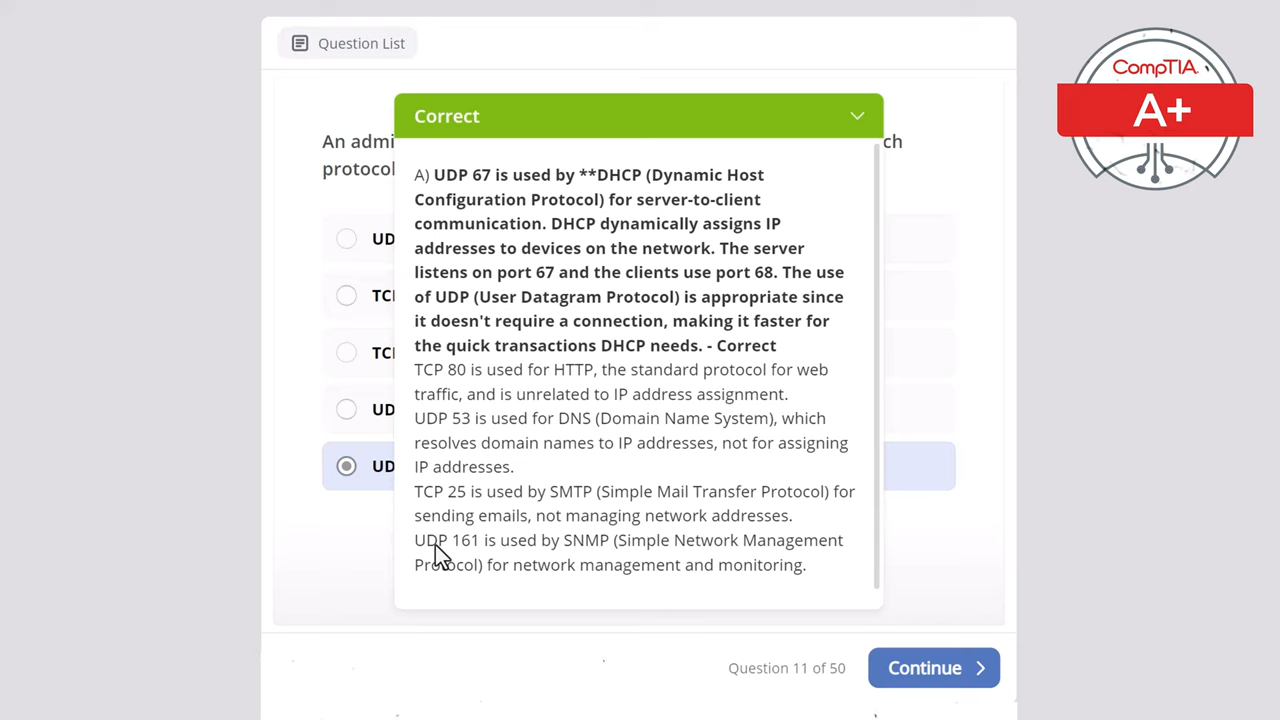 Question List
CompTIA.
A+
Correct
An admi
ch
protocol
A) UDP 67 is used by **DHCP (Dynamic Host
Configuration Protocol) for server-to-client
communication. DHCP dynamically assigns IP
addresses to devices on the network. The server
listens on port 67 and the clients use port 68. The use
of UDP (User Datagram Protocol) is appropriate since
it doesn't require a connection, making it faster for
the quick transactions DHCP needs. - Correct
TCP 80 is used for HTTP, the standard protocol for web
traffic, and is unrelated to IP address assignment.
UDP 53 is used for DNS (Domain Name System), which
resolves domain names to IP addresses, not for assigning
IP addresses.
TCP 25 is used by SMTP (Simple Mail Transfer Protocol) for
sending emails, not managing network addresses.
UDP 161 is used by SNMP (Simple Network Management
Protocol) for network management and monitoring.
UD
TC
TC
UD
UD
Question 11 of 50
Continue